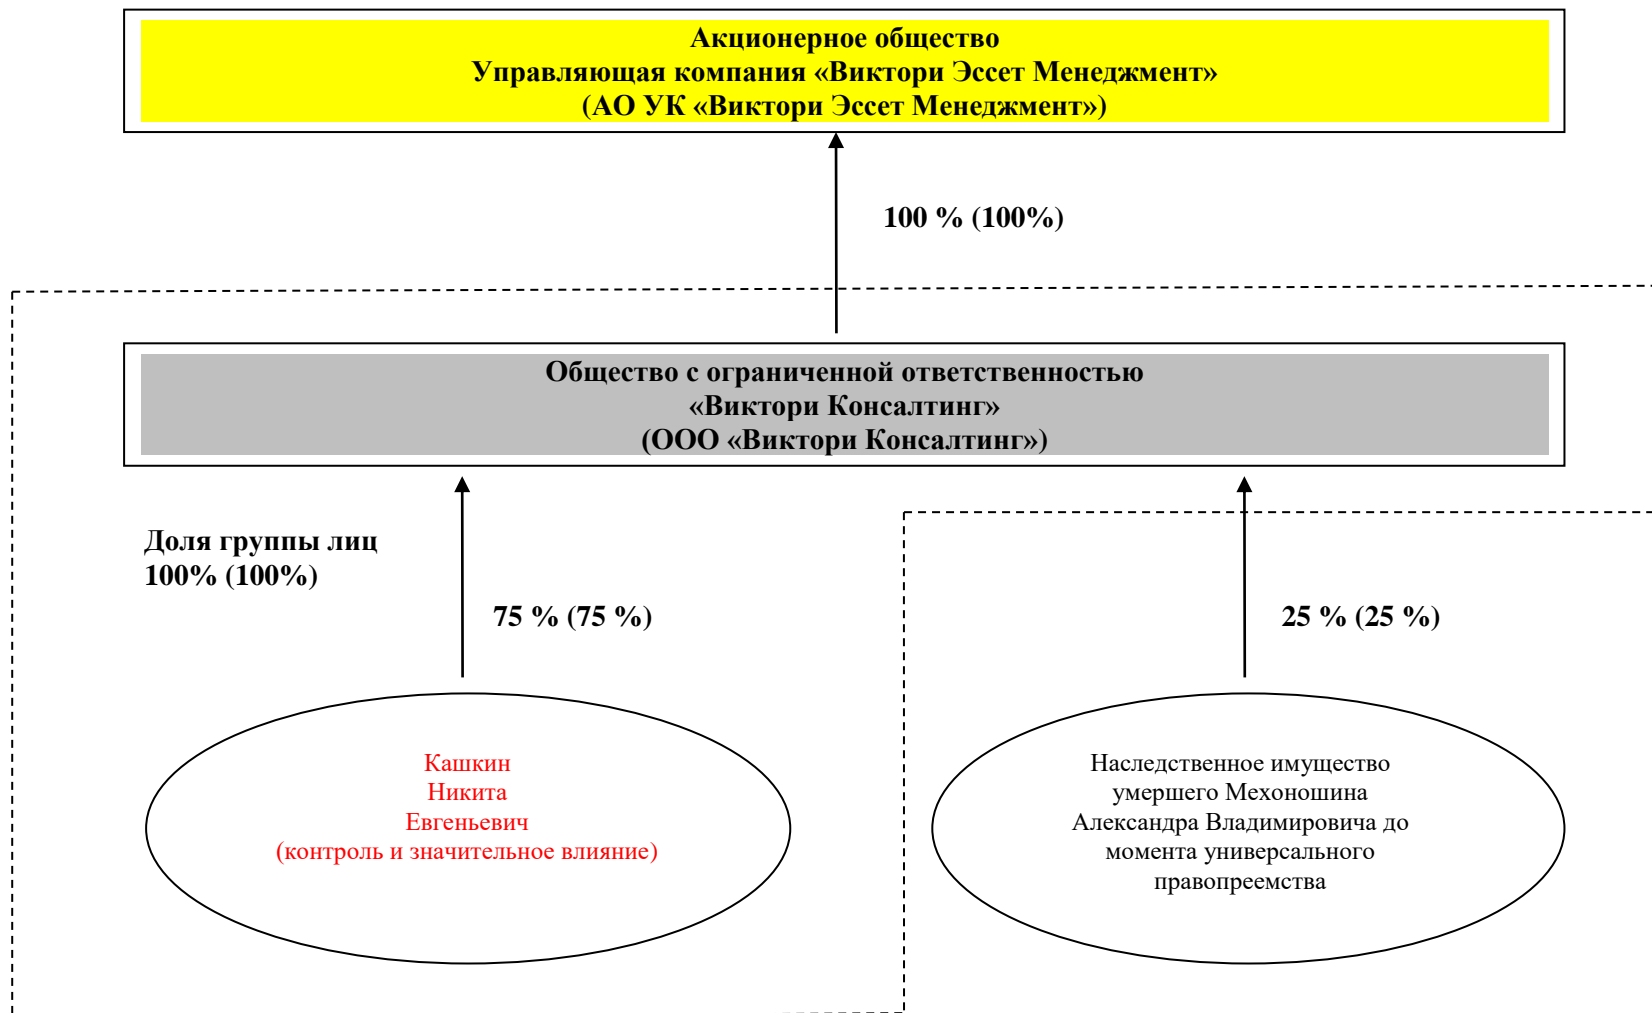 Акционерное общество
Управляющая компания «Виктори Эссет Менеджмент»
(АО УК «Виктори Эссет Менеджмент»)
100 % (100%)
Общество с ограниченной ответственностью
«Виктори Консалтинг»
(ООО «Виктори Консалтинг»)
Доля группы лиц
100% (100%)
75 % (75 %)
25 % (25 %)
Кашкин
Никита
Евгеньевич
(контроль и значительное влияние)
Наследственное имущество
умершего Мехоношина
Александра Владимировича до
момента универсального
правопреемства